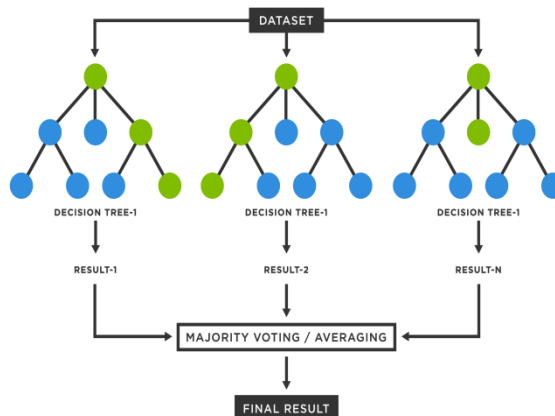 DATASET
DECISION TREE-1
DECISION TREE-1
DECISION TREE-1
RESULT-1
RESULT-2
RESULT-N
MAJORITY VOTING / AVERAGING
FINAL RESULT